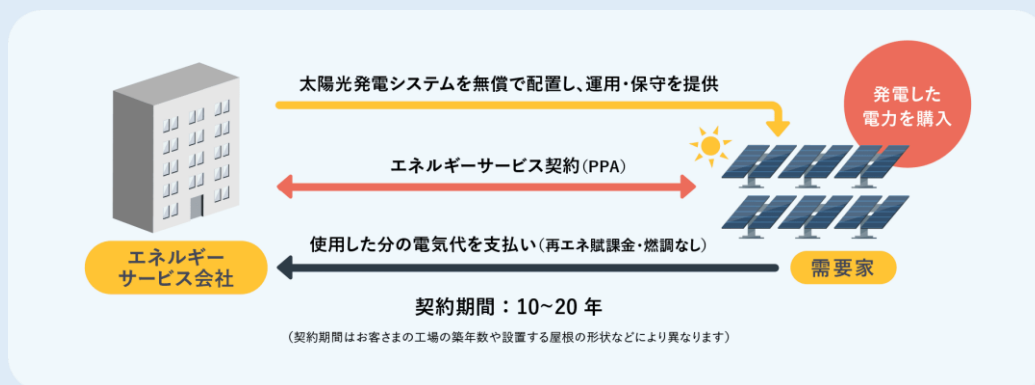 太陽光発電システムを無償で配置し、運用・保守を提供
発電した
電力を購入
エネルギーサービス契約(PPA)
使用した分の電気代を支払い(再エネ賦課金・燃調なし)
エネルギー
サービス会社
需要家
契約期間：10~20 年
(契約期間はお客さまの工場の築年数や設置する屋根の形状などにより異なります)